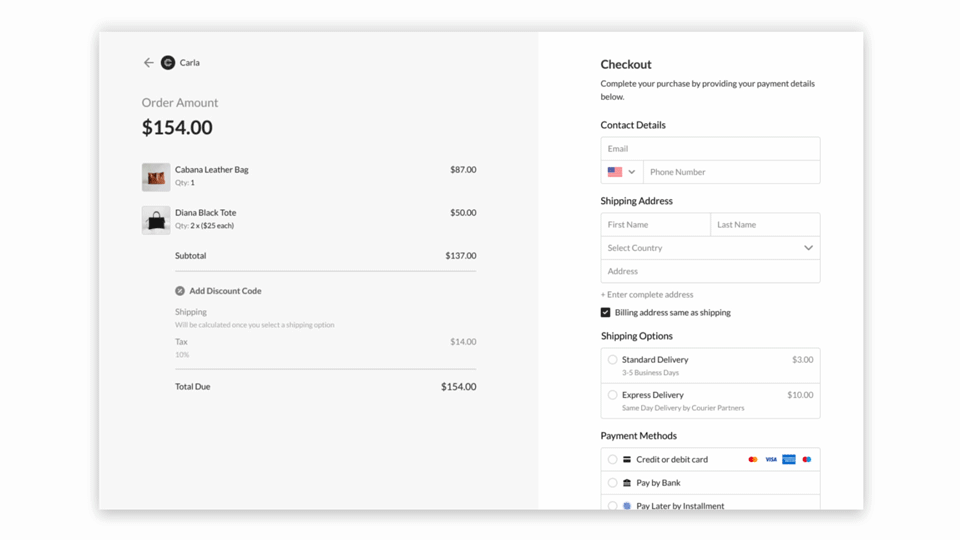 Carla
Order Amount
$154.00
Cabana Leather Bag $87.00
Qty: 1
Diana Black Tote $50.00
Qty: 2 x ($25 each)
Subtotal $137.00
Add Discount Code
Shipping
Will be calculated once you select a shipping option
Tax $14.00
10%
Total Due $154.00
Checkout
Complete your purchase by providing your payment details
below.
Contact Details
Email
Phone Number
Shipping Address
First Name Last Name
Select Country
Address
+ Enter complete address
Billing address same as shipping
Shipping Options
Standard Delivery $3.00
3-5 Business Days
Express Delivery $10.00
Same Day Delivery by Courier Partners
Payment Methods
Credit or debit card VISA
Pay by Bank
Pay Later by Installment